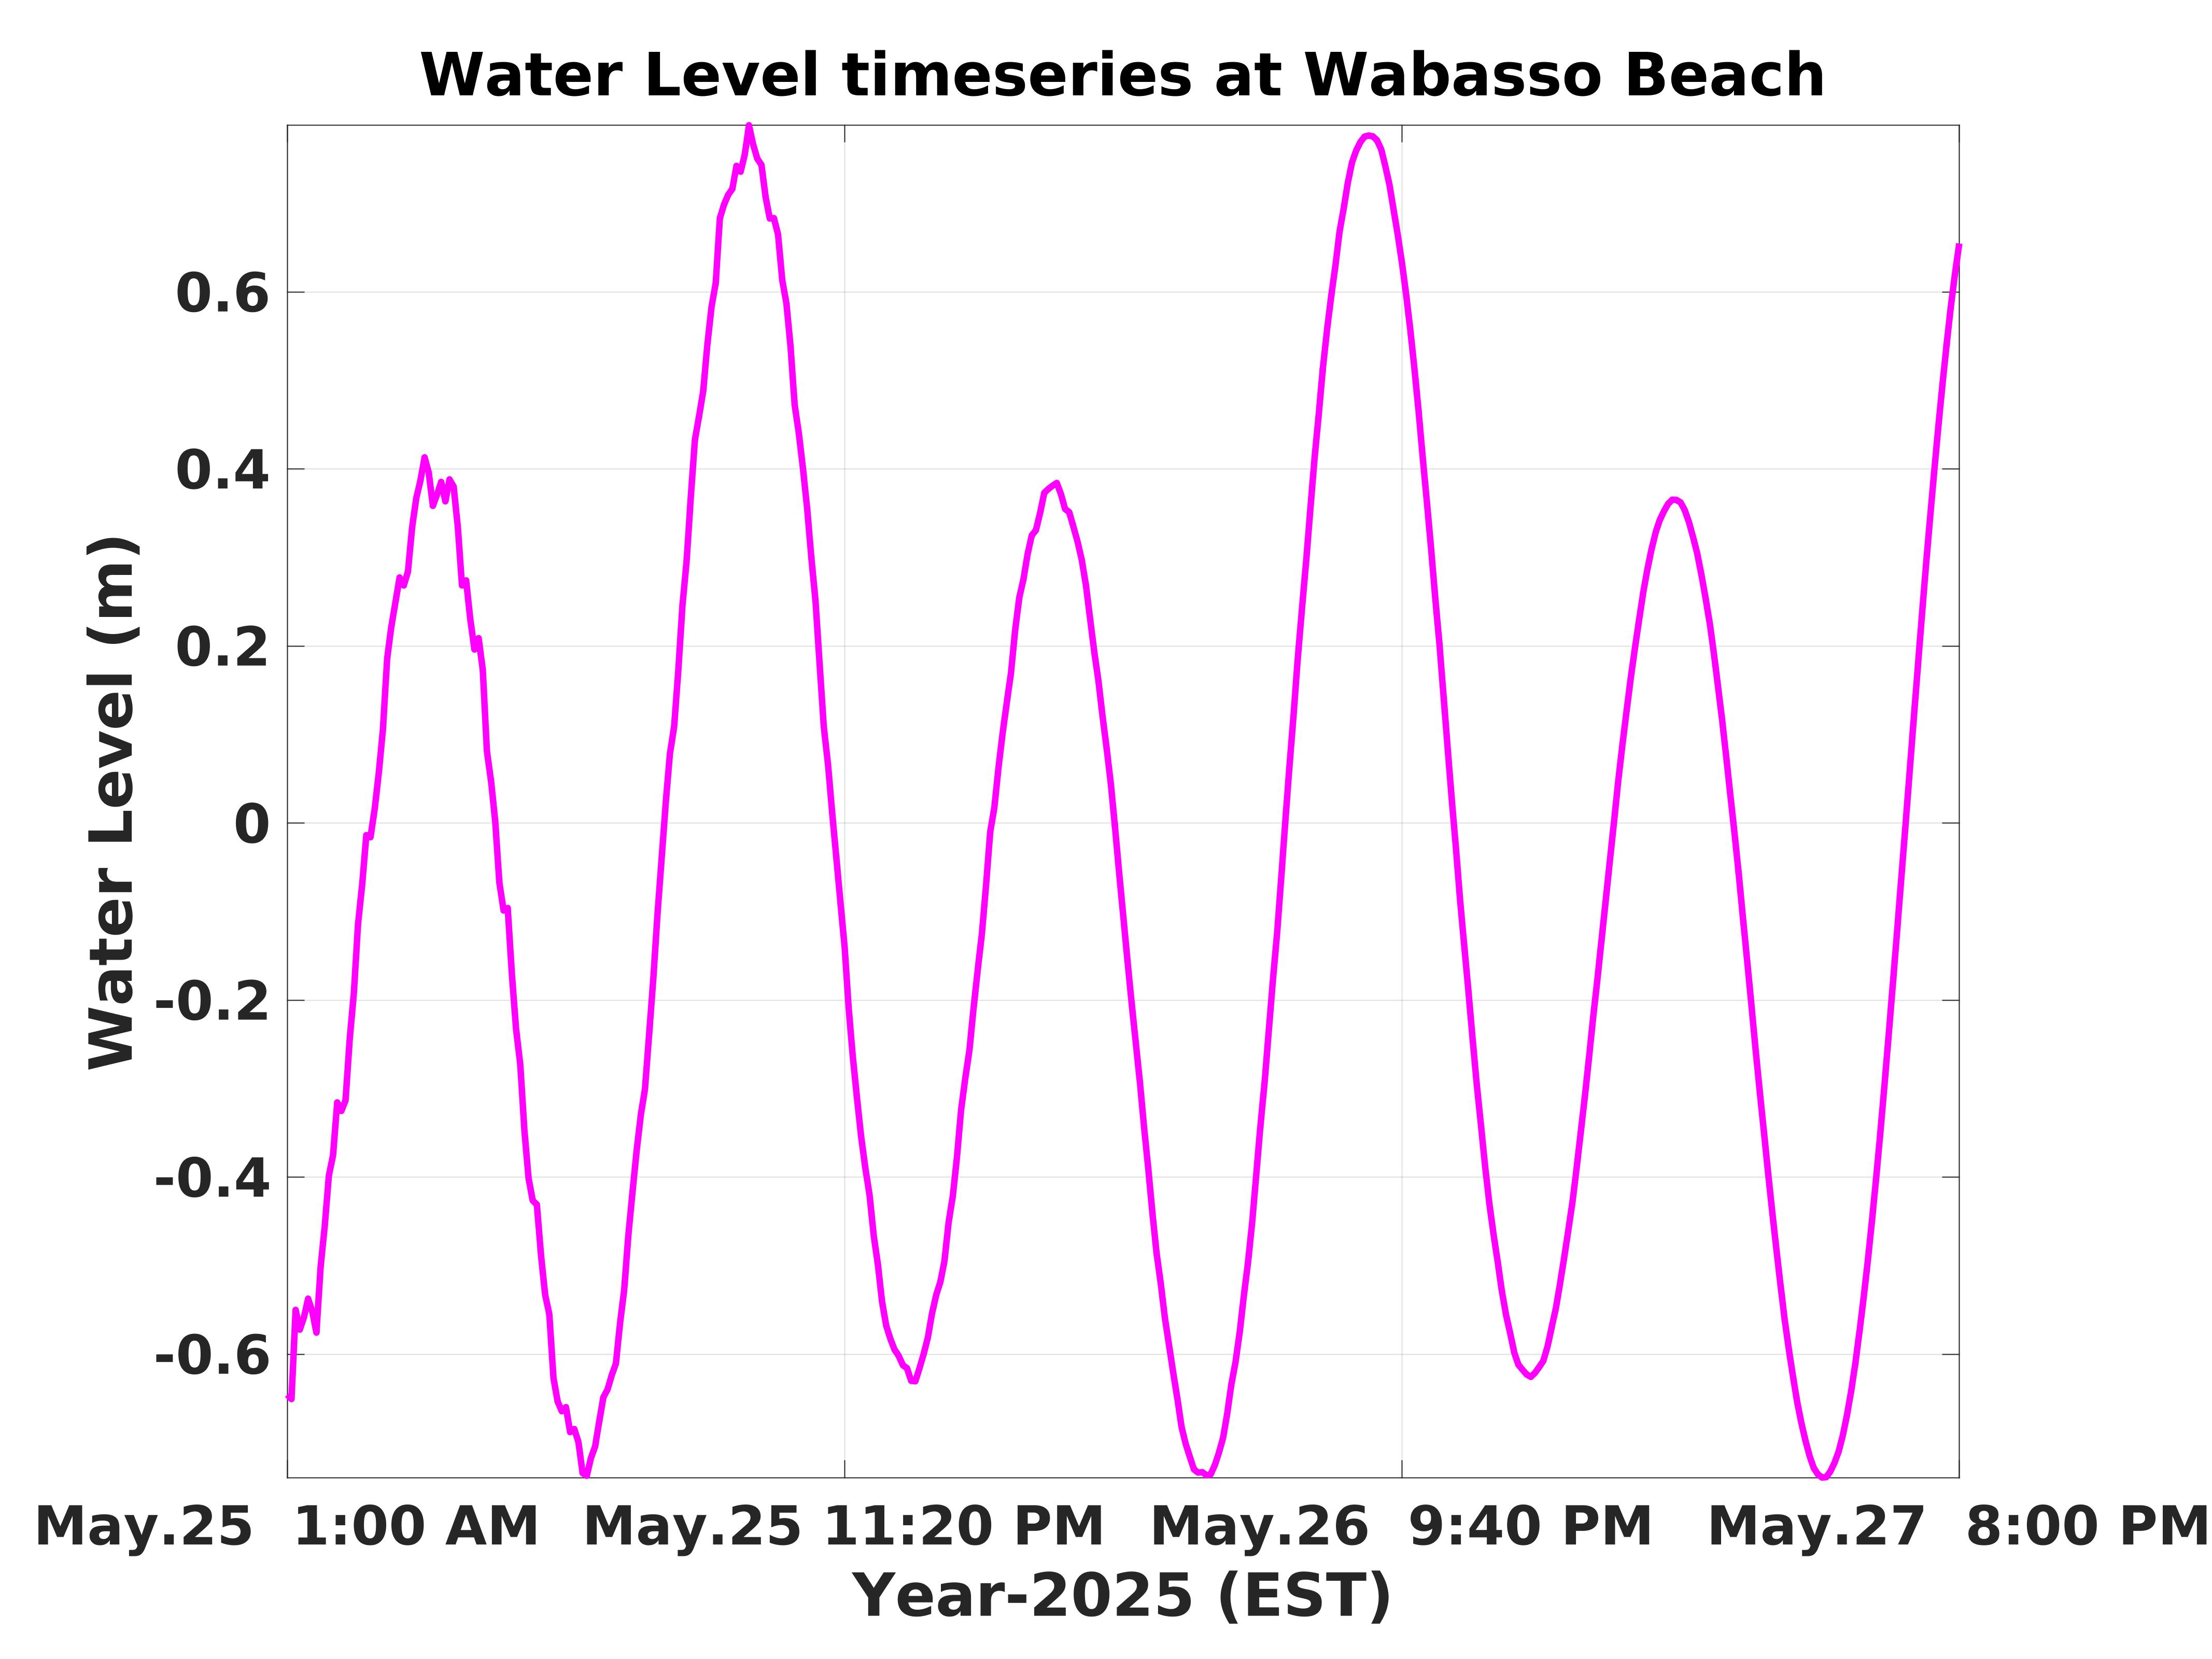 Water Level timeseries at Wabasso Beach
Water Level (m)
0.6
0.4
0.2
0
-0.2
-0.4
-0.6
May.25 1:00 AM May.25 11:20 PM May.26 9:40 PM May.27 8:00 PM
Year-2025 (EST)